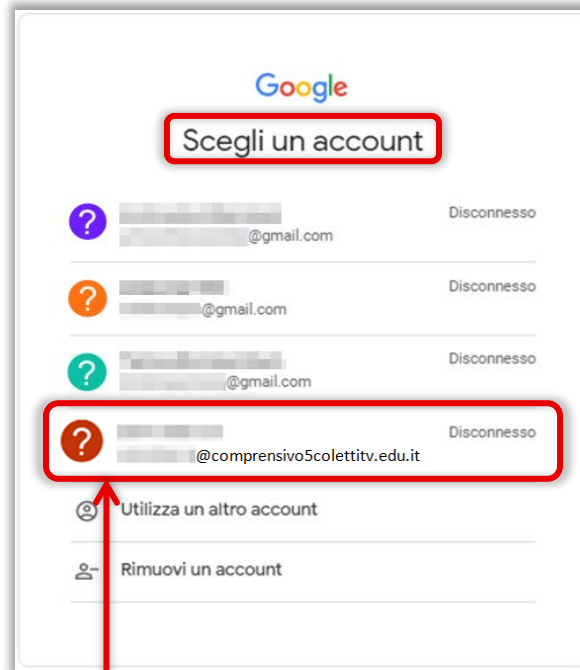 Google
Scegli un account
?
Disconnesso
@gmail.com
?
Disconnesso
@gmail.com
?
Disconnesso
@gmail.com
?
Disconnesso
@comprensivo5colettitv.edu.it
Utilizza un altro account
Rimuovi un account